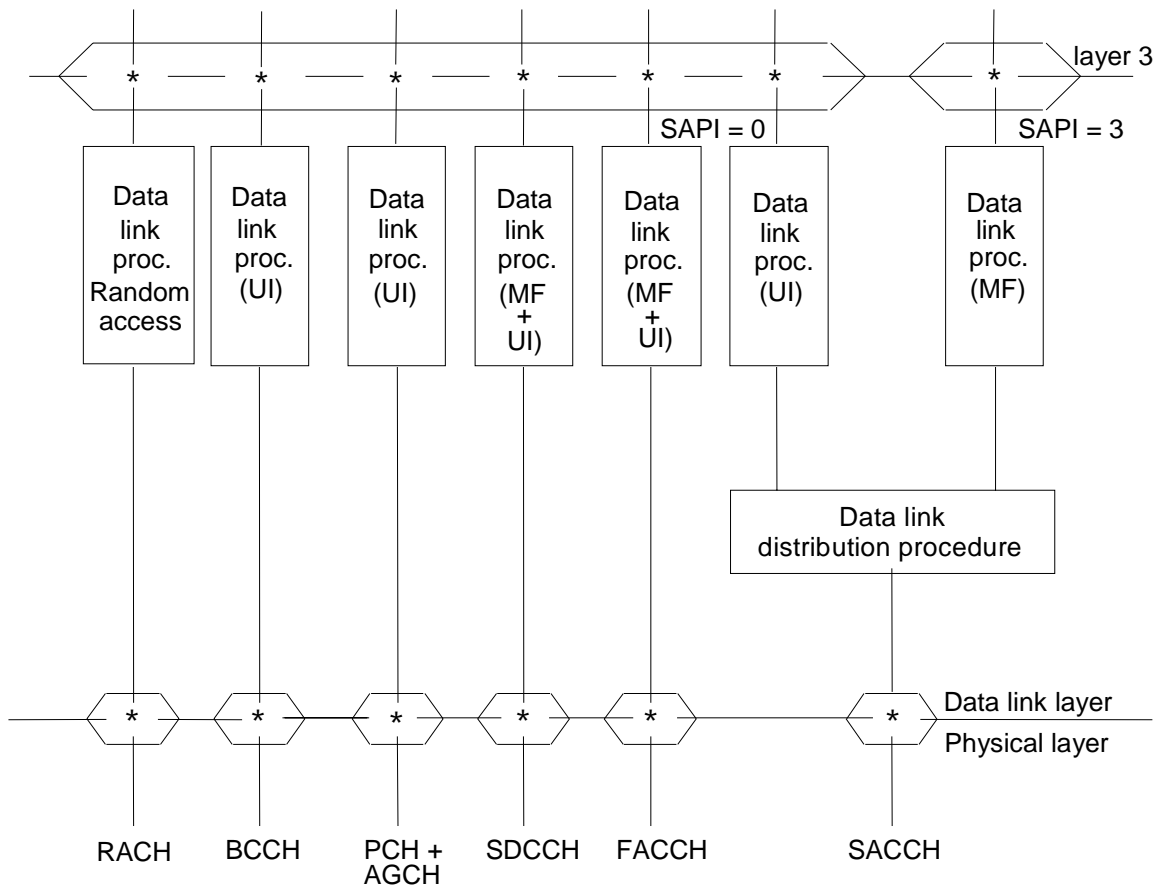 layer 3
* * * * * * *
SAPI = 0
SAPI = 3
Data
link
proc.
Random
access
Data
link
proc.
(UI)
Data
link
proc.
(UI)
Data
link
proc.
(MF
+
UI)
Data
link
proc.
(MF
+
UI)
Data
link
proc.
(UI)
Data
link
proc.
(MF)
Data link
distribution procedure
* * * * * *
Data link layer
Physical layer
RACH
BCCH
PCH +
AGCH
SDCCH
FACCH
SACCH